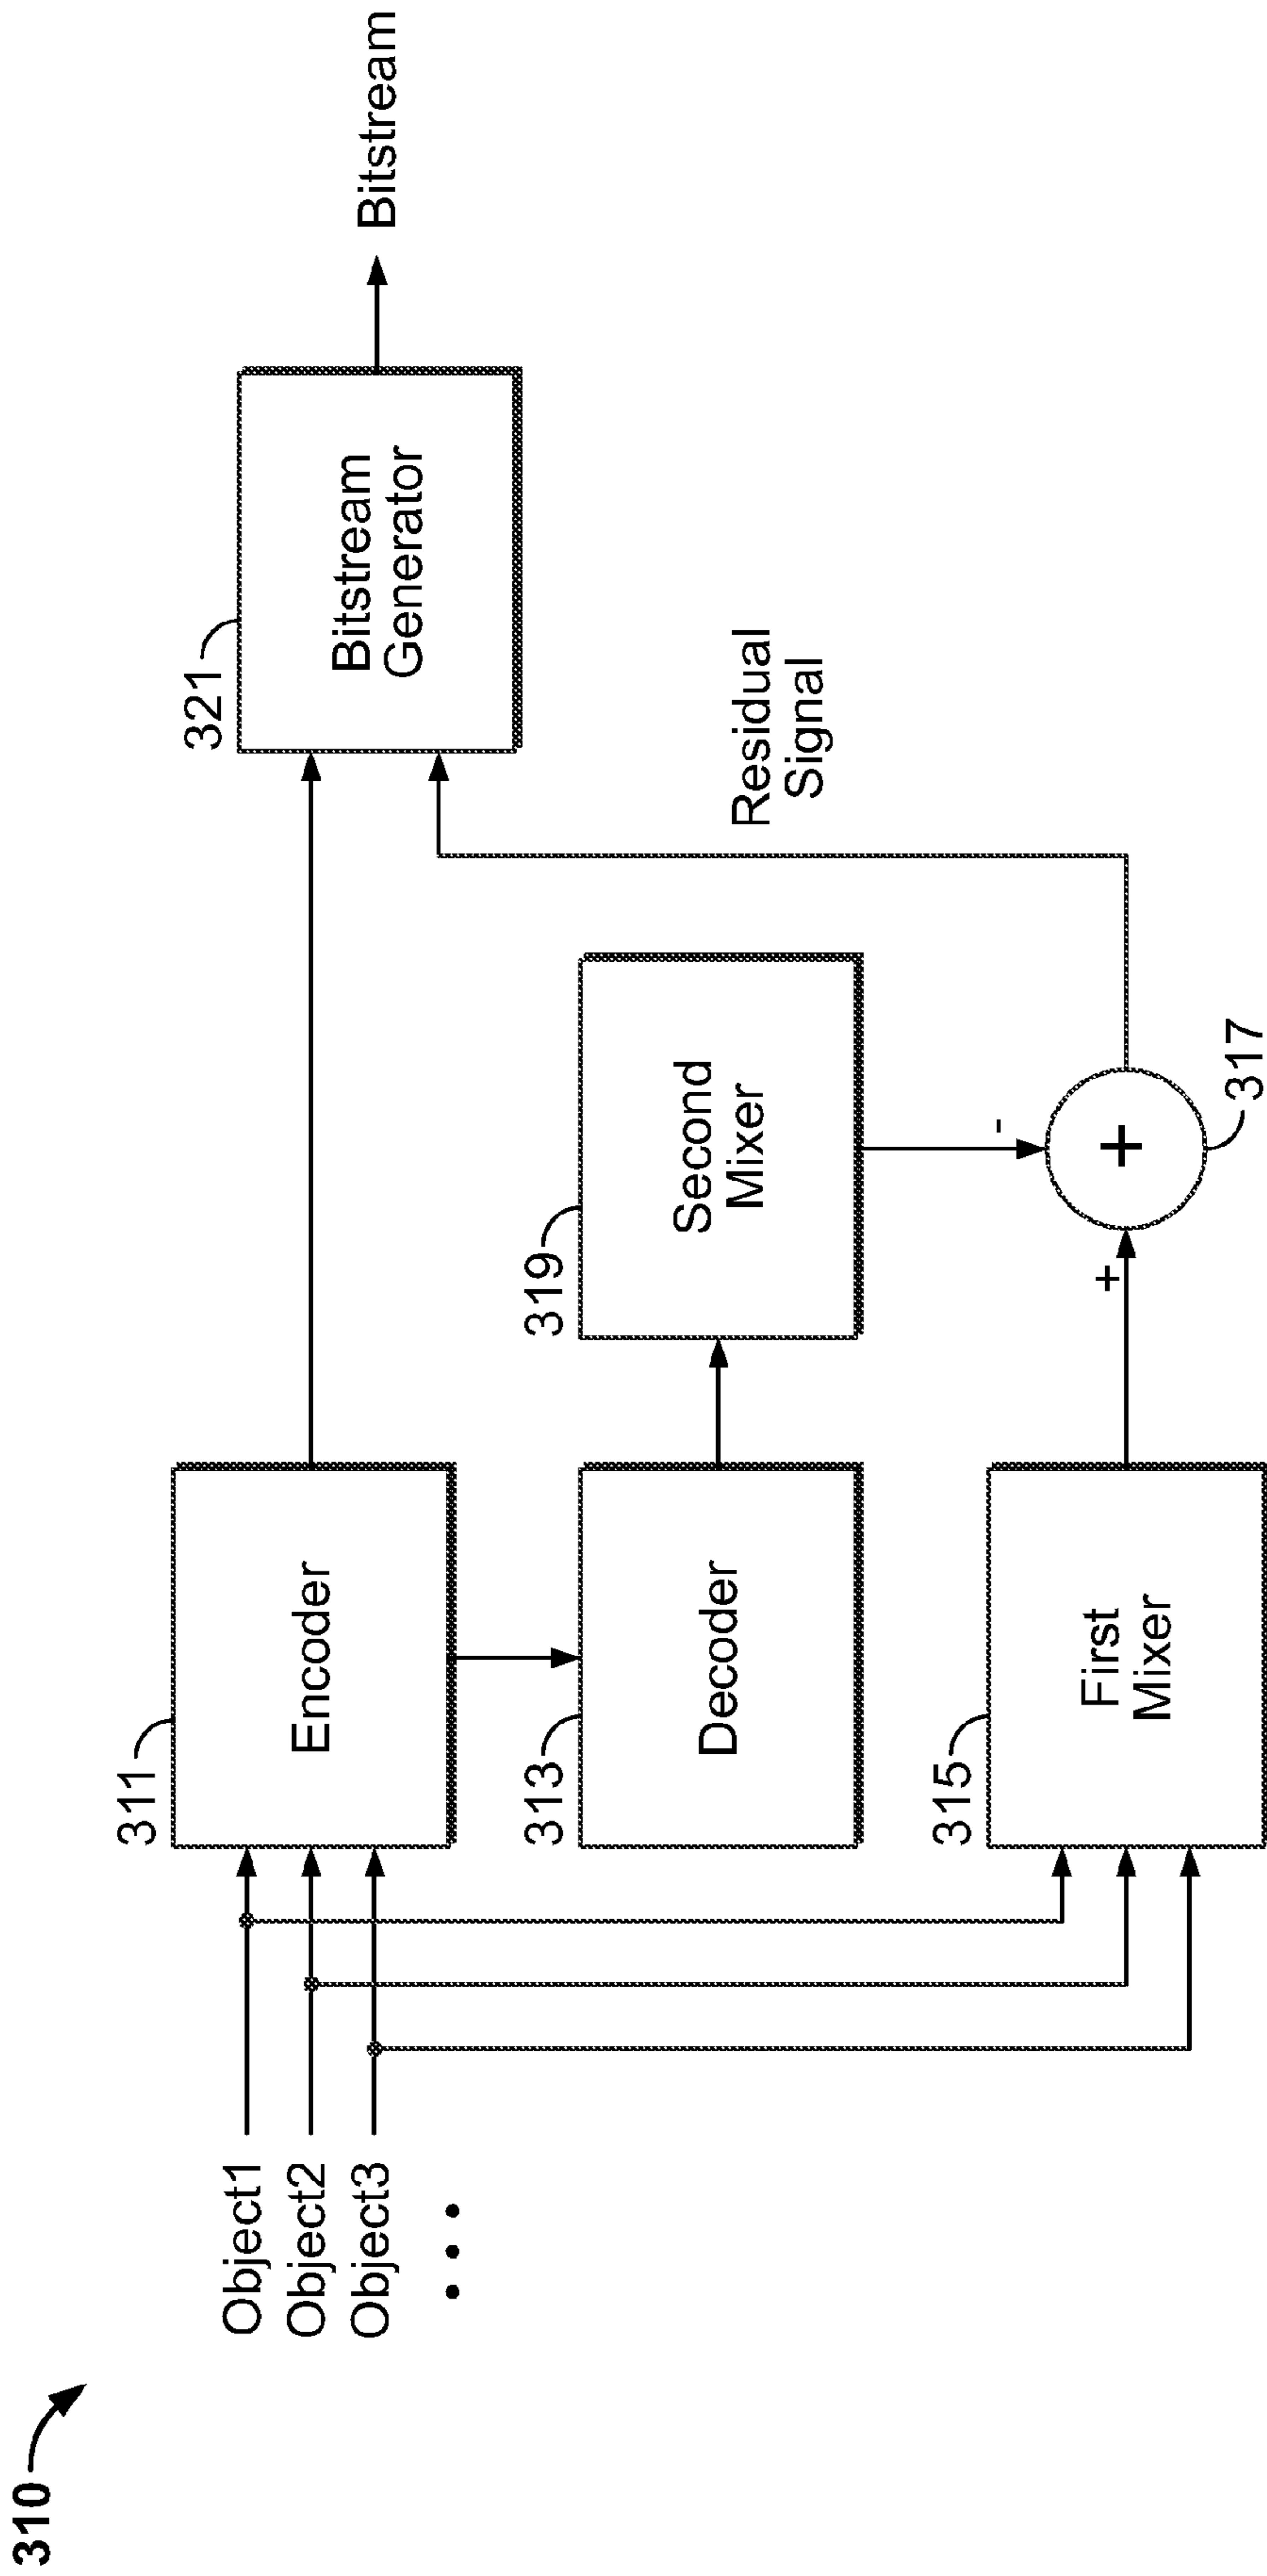 310
Object1
Object2
Object3
311
Encoder
313
Decoder
315
First
Mixer
319
Second
Mixer
+
-
+
317
Residual
Signal
321
Bitstream
Generator
Bitstream